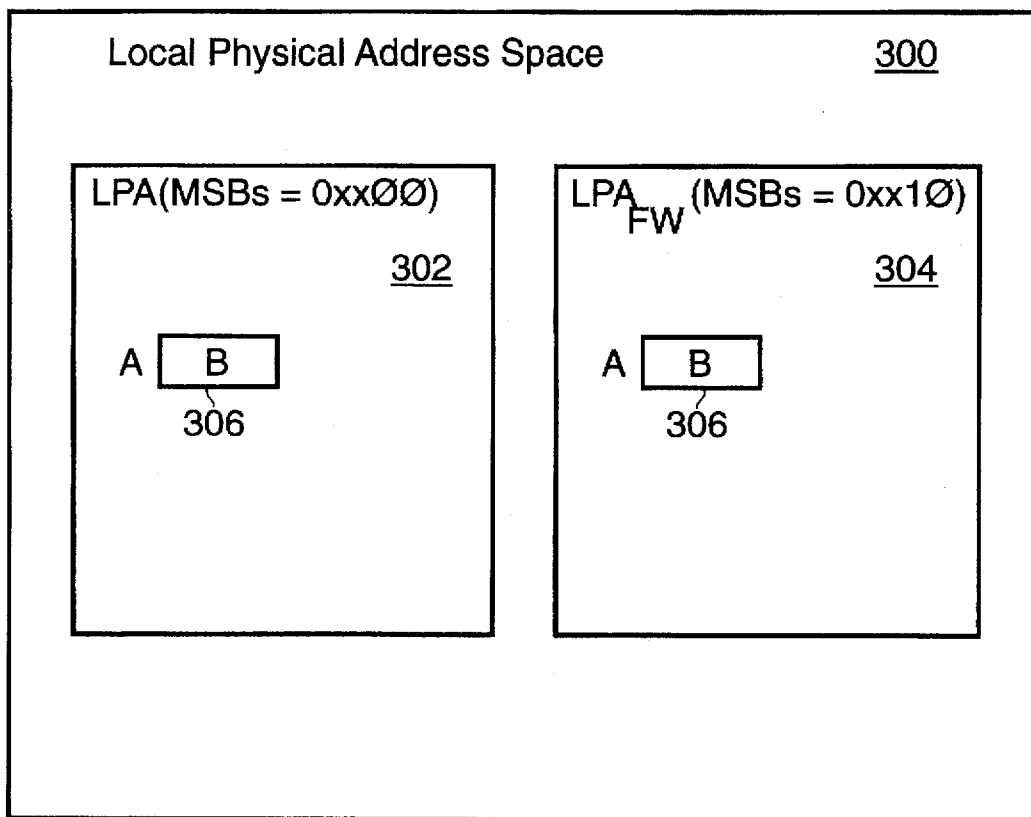 Local Physical Address Space 300
LPA(MSBs = 0xxØØ)
302
A B
306
LPA FW (MSBs = 0xx1Ø)
304
A B
306